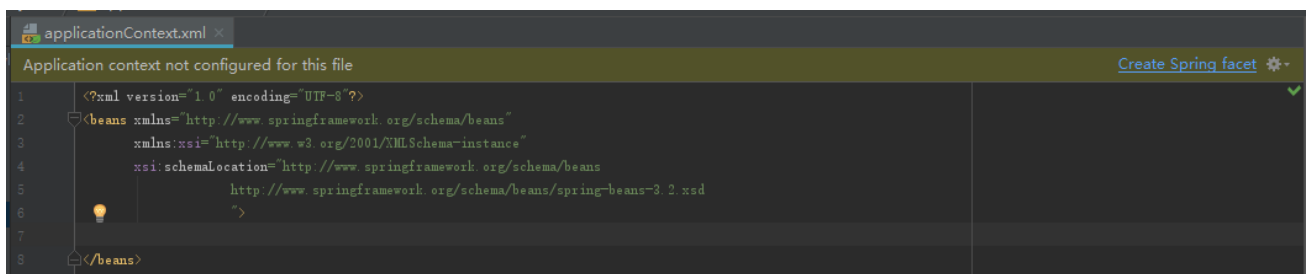 applicationContext.xml
Application context not configured for this file
Create Spring facet
1 <?xml version="1.0" encoding="UTF-8"?>
2 <beans xmlns="http://www.springframework.org/schema/beans"
3 xmlns:xsi="http://www.w3.org/2001/XMLSchema-instance"
4 xsi:schemaLocation="http://www.springframework.org/schema/beans
5 http://www.springframework.org/schema/beans/spring-beans-3.2.xsd
6 ">
7
8 </beans>